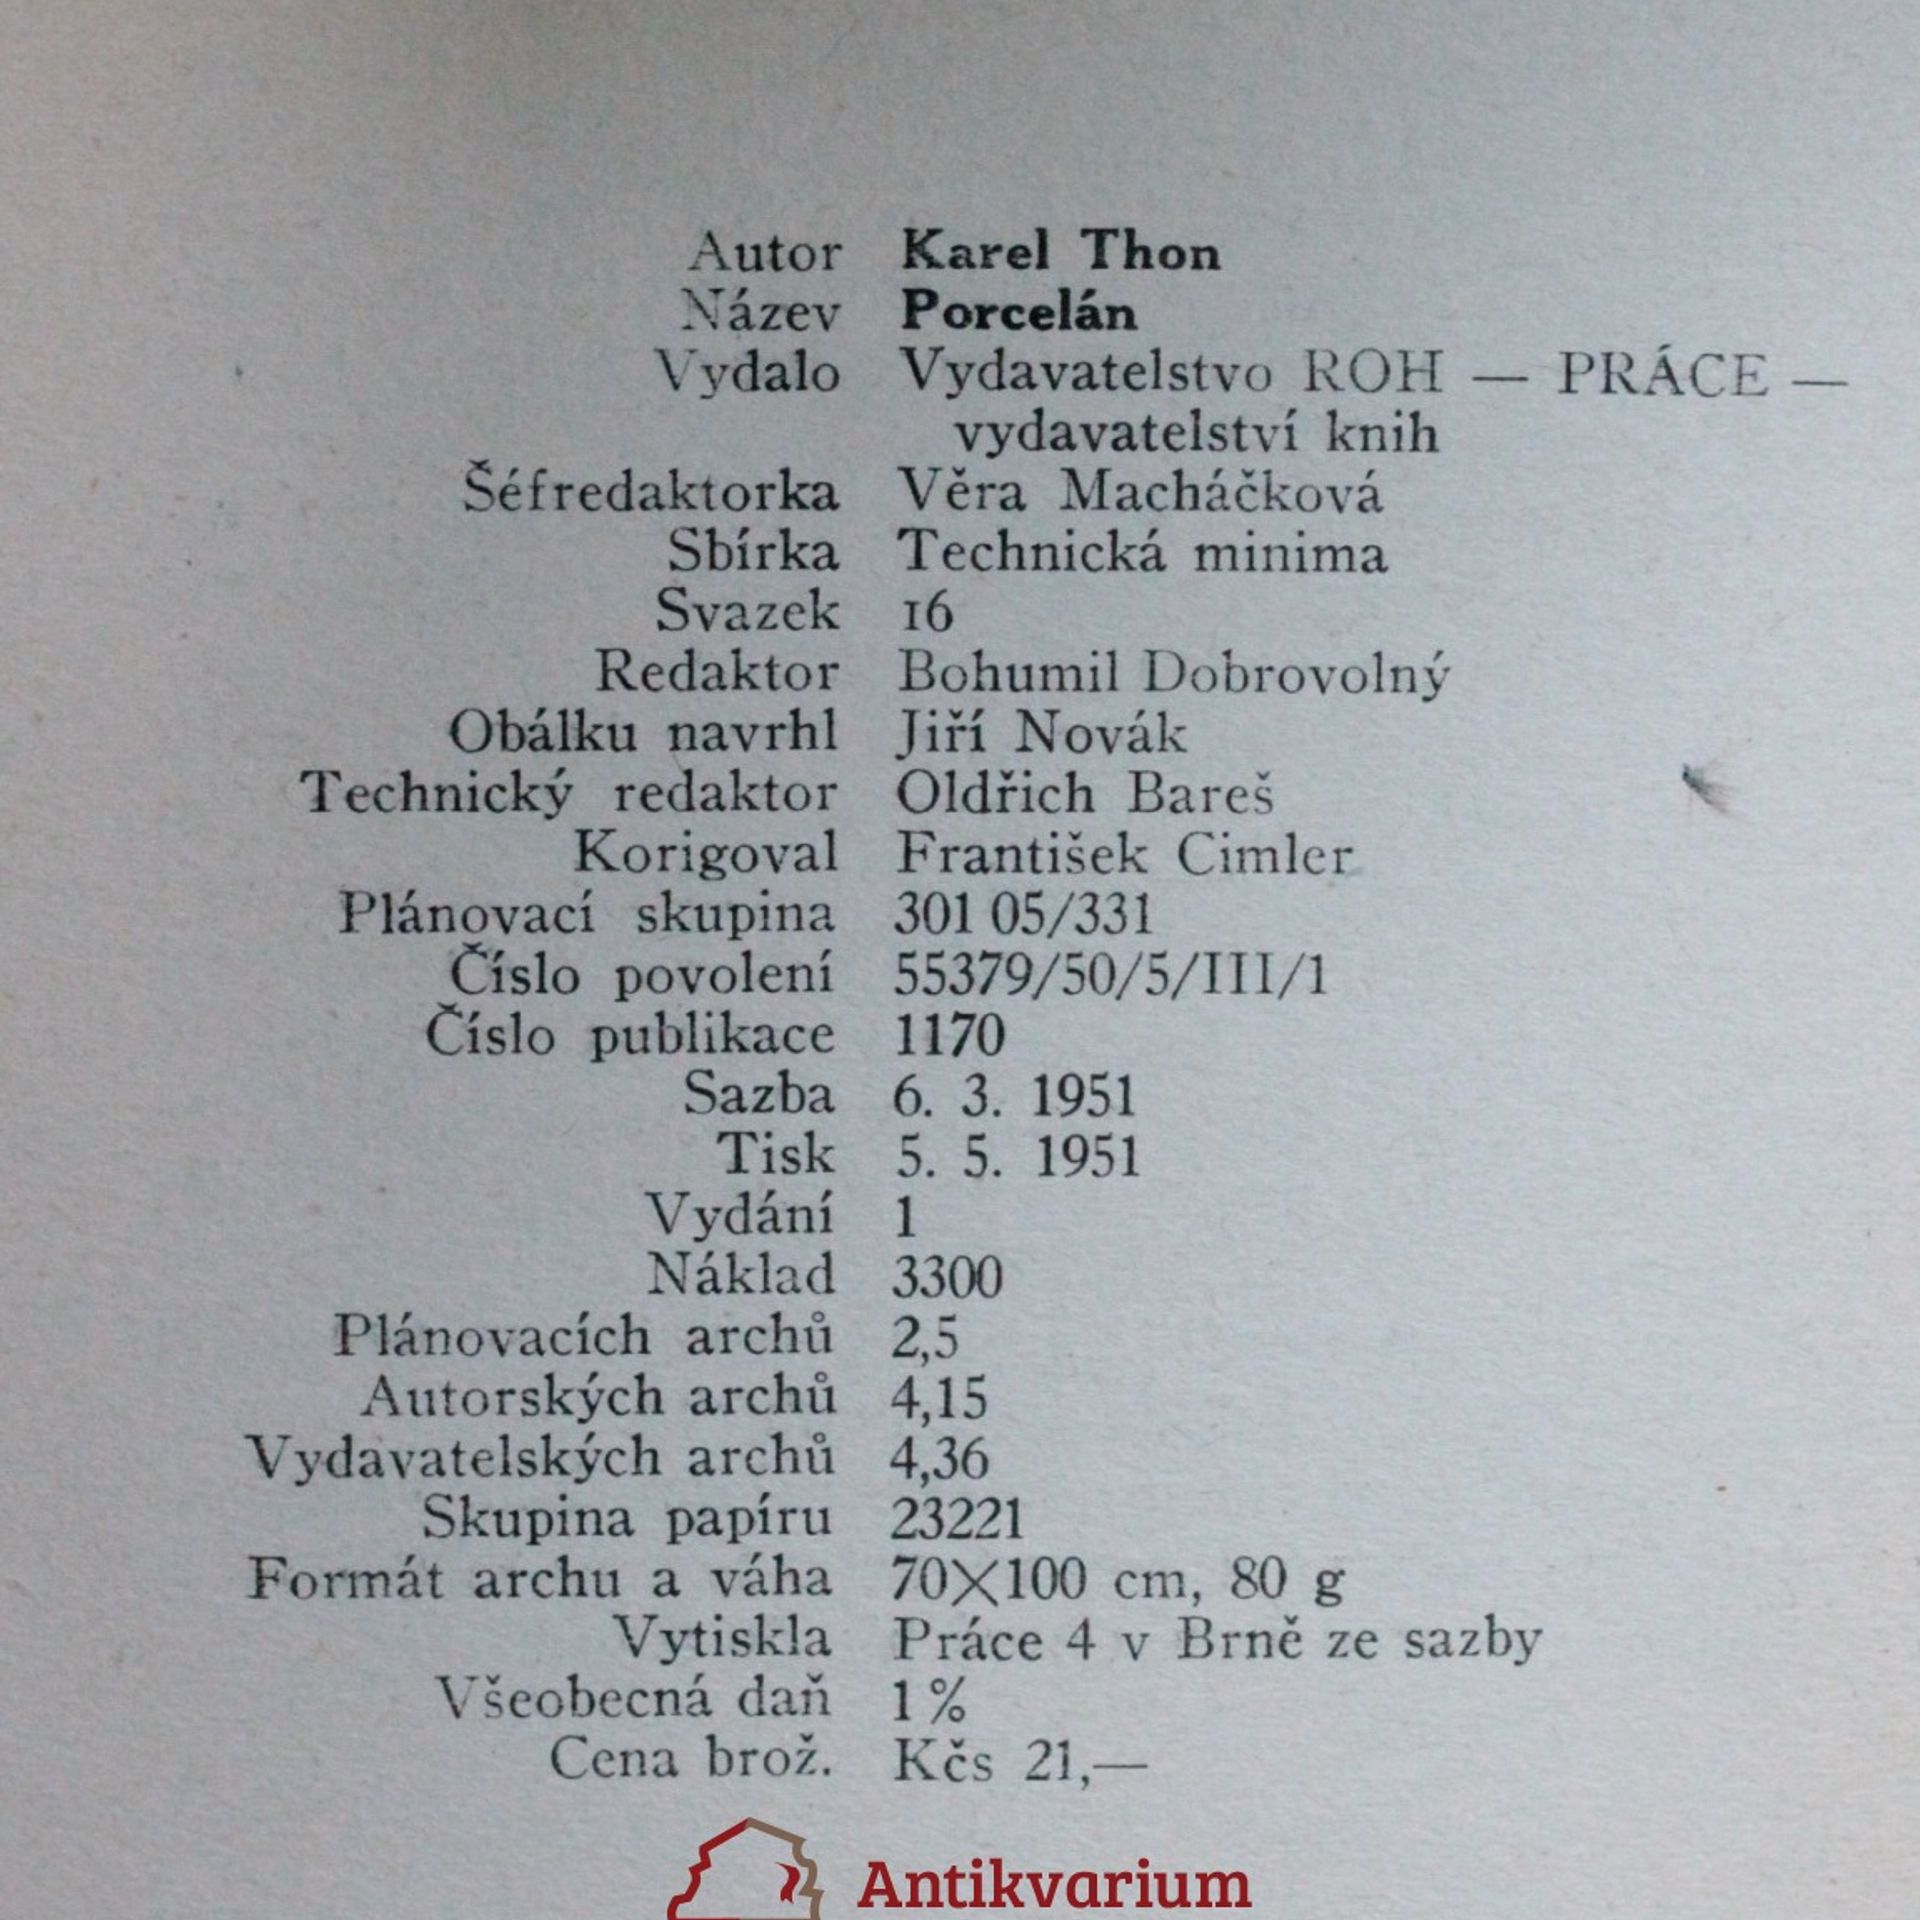 Autor Karel Thon
Název Porcelán
Vydalo Vydavatelstvo ROH — PRÁCE —
vydavatelství knih
Šéfredaktorka Věra Macháčková
Sbírka Technická minima
Svazek 16
Redaktor Bohumil Dobrovolný
Obálku navrhl Jiří Novák
Technický redaktor Oldřich Bareš
Korigoval František Cimler
Plánovací skupina 301 05/331
Číslo povolení 55379/50/5/III/1
Číslo publikace 1170
Sazba 6. 3. 1951
Tisk 5. 5. 1951
Vydání 1
Náklad 3300
Plánovacích archů 2,5
Autorských archů 4,15
Vydavatelských archů 4,36
Skupina papíru 23221
Formát archu a váha 70×100 cm, 80 g
Vytiskla Práce 4 v Brně ze sazby
Všeobecná daň 1%
Cena brož. Kčs 21,—
Antikvarium